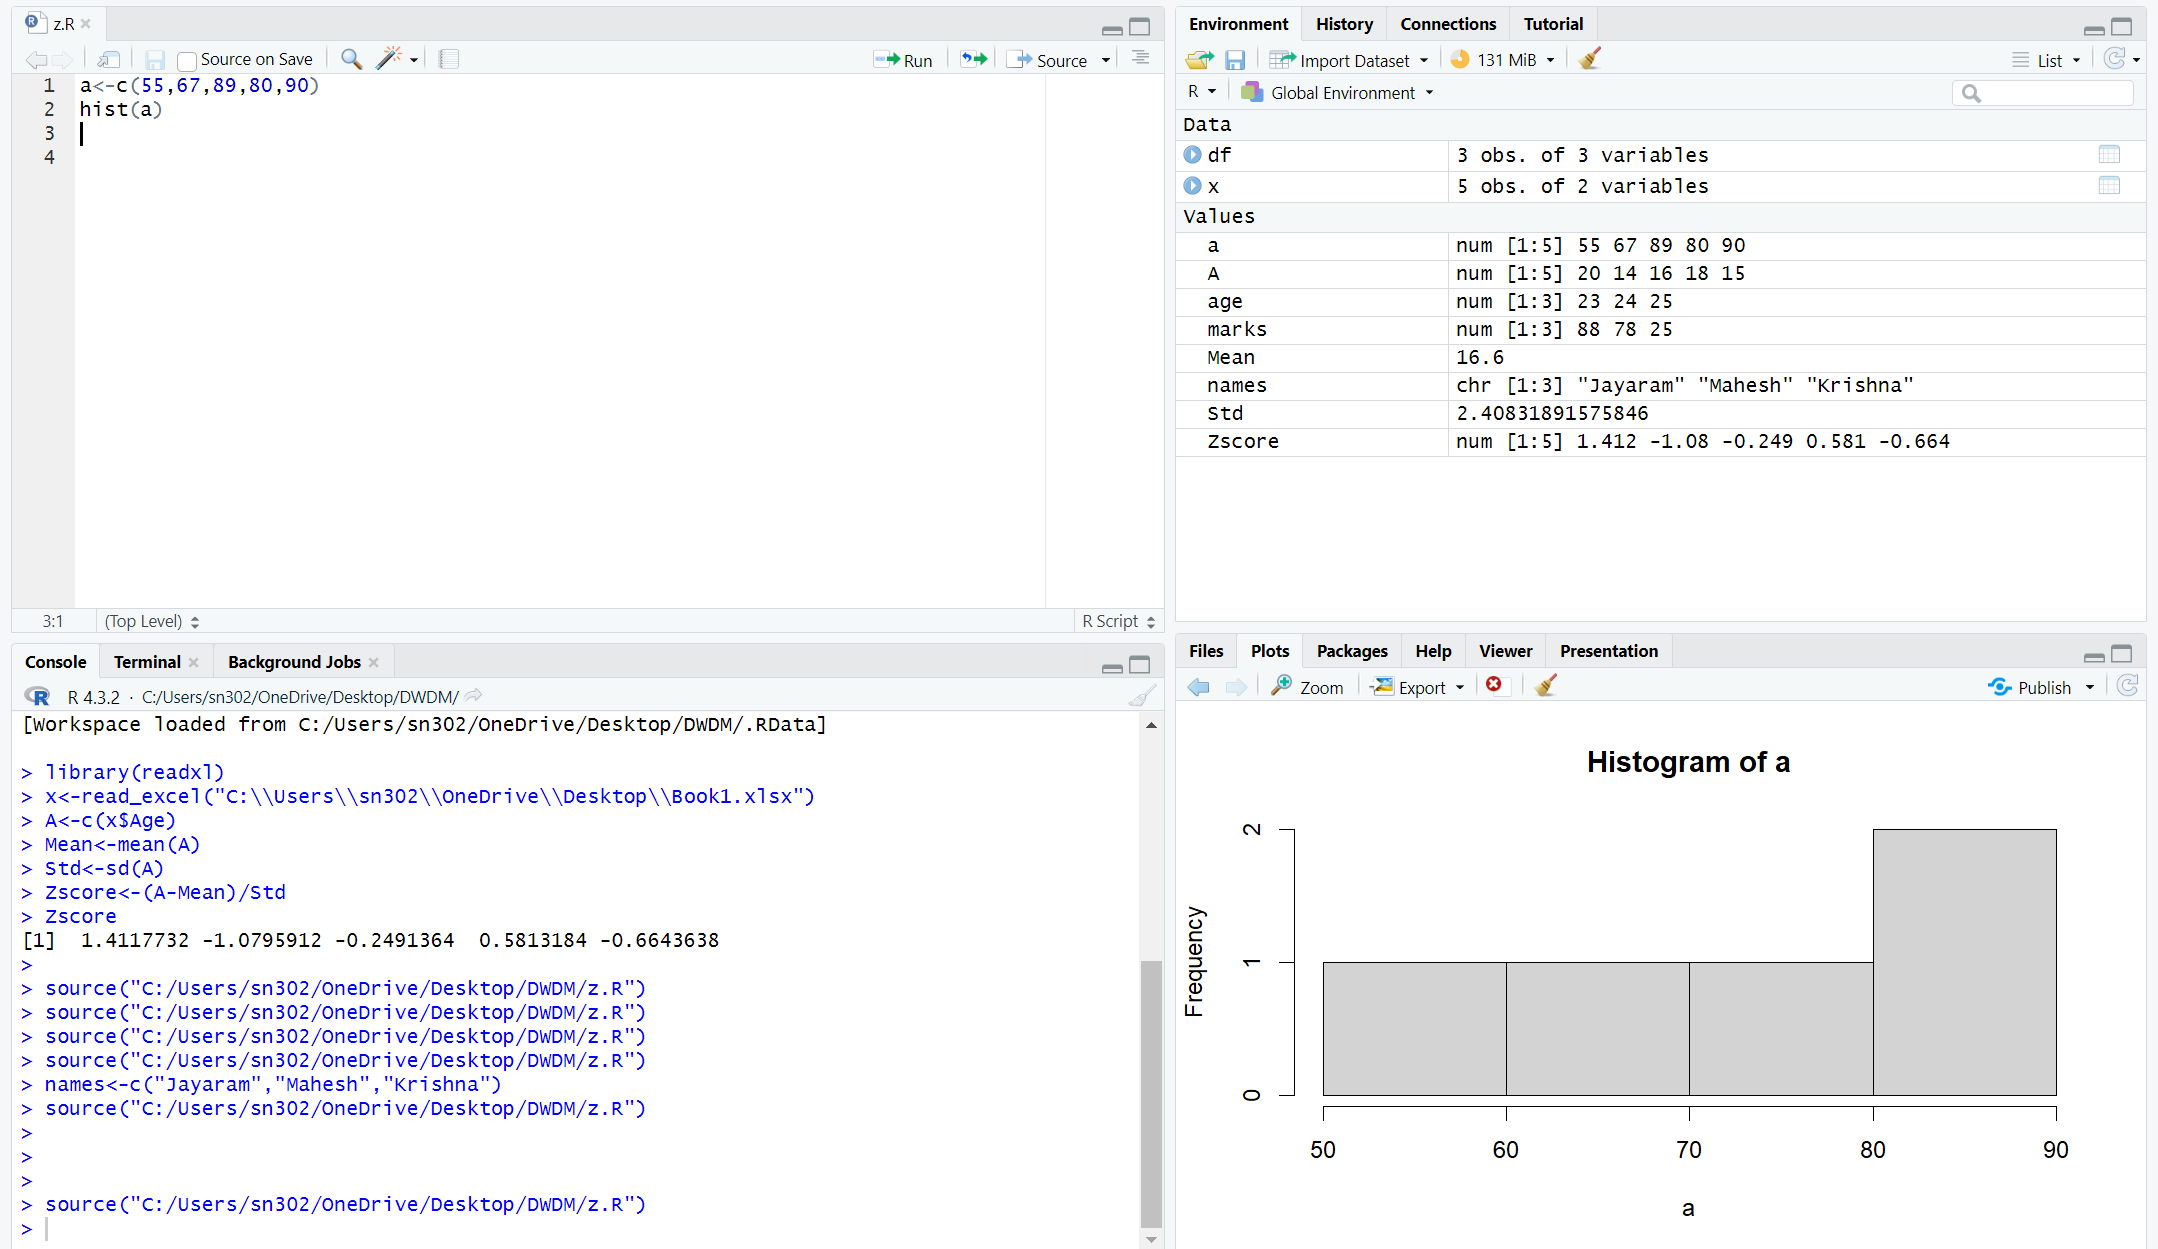 z.R
Source on Save
Run
Source
1 a<-c(55,67,89,80,90)
2 hist(a)
3
4
3:1 (Top Level) R Script
Console Terminal Background Jobs
R 4.3.2 · C:/Users/sn302/OneDrive/Desktop/DWDM/
[Workspace loaded from C:/Users/sn302/OneDrive/Desktop/DWDM/.RData]
> library(readxl)
> x<-read_excel("C:\\Users\\sn302\\OneDrive\\Desktop\\Book1.xlsx")
> A<-c(x$Age)
> Mean<-mean(A)
> Std<-sd(A)
> Zscore<-(A-Mean)/Std
> Zscore
[1]  1.4117732 -1.0795912 -0.2491364  0.5813184 -0.6643638
>
> source("C:/Users/sn302/OneDrive/Desktop/DWDM/z.R")
> source("C:/Users/sn302/OneDrive/Desktop/DWDM/z.R")
> source("C:/Users/sn302/OneDrive/Desktop/DWDM/z.R")
> source("C:/Users/sn302/OneDrive/Desktop/DWDM/z.R")
> names<-c("Jayaram","Mahesh","Krishna")
> source("C:/Users/sn302/OneDrive/Desktop/DWDM/z.R")
>
>
>
> source("C:/Users/sn302/OneDrive/Desktop/DWDM/z.R")
>
Environment History Connections Tutorial
Import Dataset 131 MiB List
R Global Environment
Data
df 3 obs. of 3 variables
x 5 obs. of 2 variables
Values
a num [1:5] 55 67 89 80 90
A num [1:5] 20 14 16 18 15
age num [1:3] 23 24 25
marks num [1:3] 88 78 25
Mean 16.6
names chr [1:3] "Jayaram" "Mahesh" "Krishna"
Std 2.40831891575846
Zscore num [1:5] 1.412 -1.08 -0.249 0.581 -0.664
Files Plots Packages Help Viewer Presentation
Zoom Export Publish
Histogram of a
Frequency
2
1
0
50 60 70 80 90
a